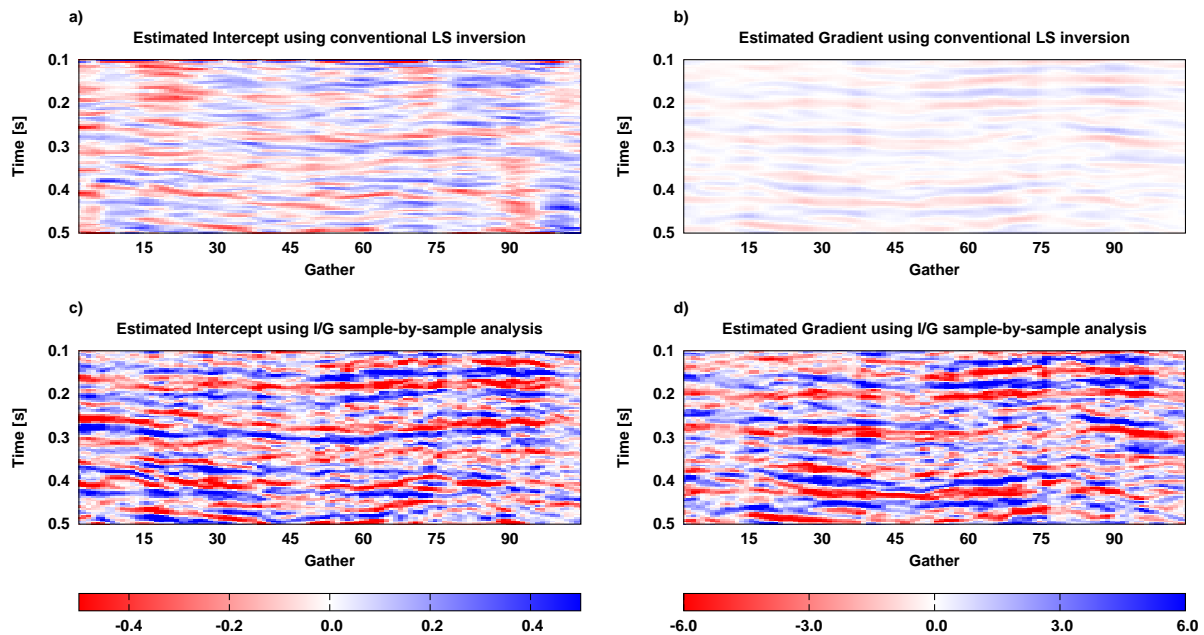 a)
Estimated Intercept using conventional LS inversion
0.1
0.2
0.3
0.4
0.5
Time [s]
15 30 45 60 75 90
Gather
b)
Estimated Gradient using conventional LS inversion
0.1
0.2
0.3
0.4
0.5
Time [s]
15 30 45 60 75 90
Gather
c)
Estimated Intercept using I/G sample-by-sample analysis
0.1
0.2
0.3
0.4
0.5
Time [s]
15 30 45 60 75 90
Gather
d)
Estimated Gradient using I/G sample-by-sample analysis
0.1
0.2
0.3
0.4
0.5
Time [s]
15 30 45 60 75 90
Gather
-0.4 -0.2 0.0 0.2 0.4
-6.0 -3.0 0.0 3.0 6.0